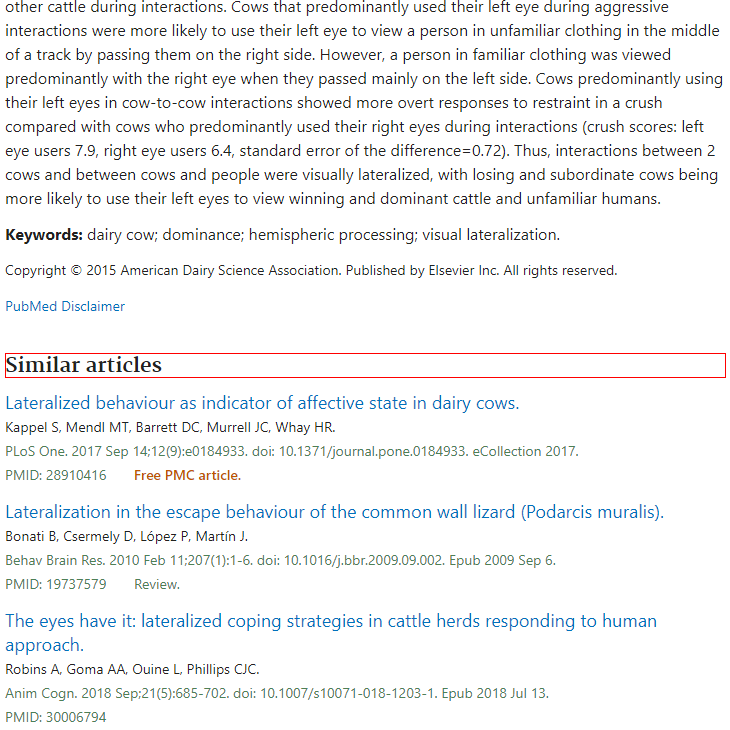 other cattle during interactions. Cows that predominantly used their left eye during aggressive
interactions were more likely to use their left eye to view a person in unfamiliar clothing in the middle
of a track by passing them on the right side. However, a person in familiar clothing was viewed
predominantly with the right eye when they passed mainly on the left side. Cows predominantly using
their left eyes in cow-to-cow interactions showed more overt responses to restraint in a crush
compared with cows who predominantly used their right eyes during interactions (crush scores: left
eye users 7.9, right eye users 6.4, standard error of the difference=0.72). Thus, interactions between 2
cows and between cows and people were visually lateralized, with losing and subordinate cows being
more likely to use their left eyes to view winning and dominant cattle and unfamiliar humans.
Keywords: dairy cow; dominance; hemispheric processing; visual lateralization.
Copyright © 2015 American Dairy Science Association. Published by Elsevier Inc. All rights reserved.
PubMed Disclaimer
Similar articles
Lateralized behaviour as indicator of affective state in dairy cows.
Kappel S, Mendl MT, Barrett DC, Murrell JC, Whay HR.
PLoS One. 2017 Sep 14;12(9):e0184933. doi: 10.1371/journal.pone.0184933. eCollection 2017.
PMID: 28910416 Free PMC article.
Lateralization in the escape behaviour of the common wall lizard (Podarcis muralis).
Bonati B, Csermely D, López P, Martín J.
Behav Brain Res. 2010 Feb 11;207(1):1-6. doi: 10.1016/j.bbr.2009.09.002. Epub 2009 Sep 6.
PMID: 19737579 Review.
The eyes have it: lateralized coping strategies in cattle herds responding to human
approach.
Robins A, Goma AA, Ouine L, Phillips CJC.
Anim Cogn. 2018 Sep;21(5):685-702. doi: 10.1007/s10071-018-1203-1. Epub 2018 Jul 13.
PMID: 30006794